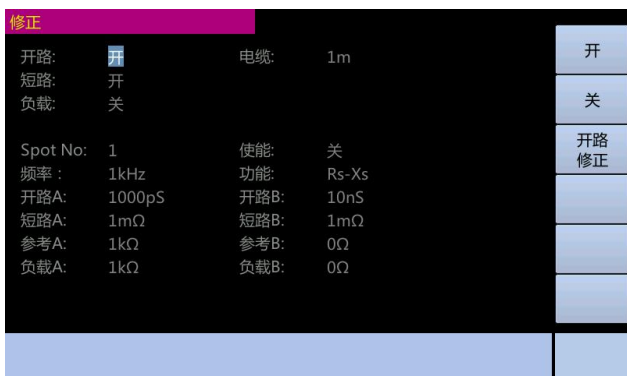 修正
开路: 开 电缆: 1m
短路: 开
负载: 关
Spot No: 1 使能: 关
频率 : 1kHz 功能: Rs-Xs
开路A: 1000pS 开路B: 10nS
短路A: 1mΩ 短路B: 1mΩ
参考A: 1kΩ 参考B: 0Ω
负载A: 1kΩ 负载B: 0Ω
开
关
开路
修正